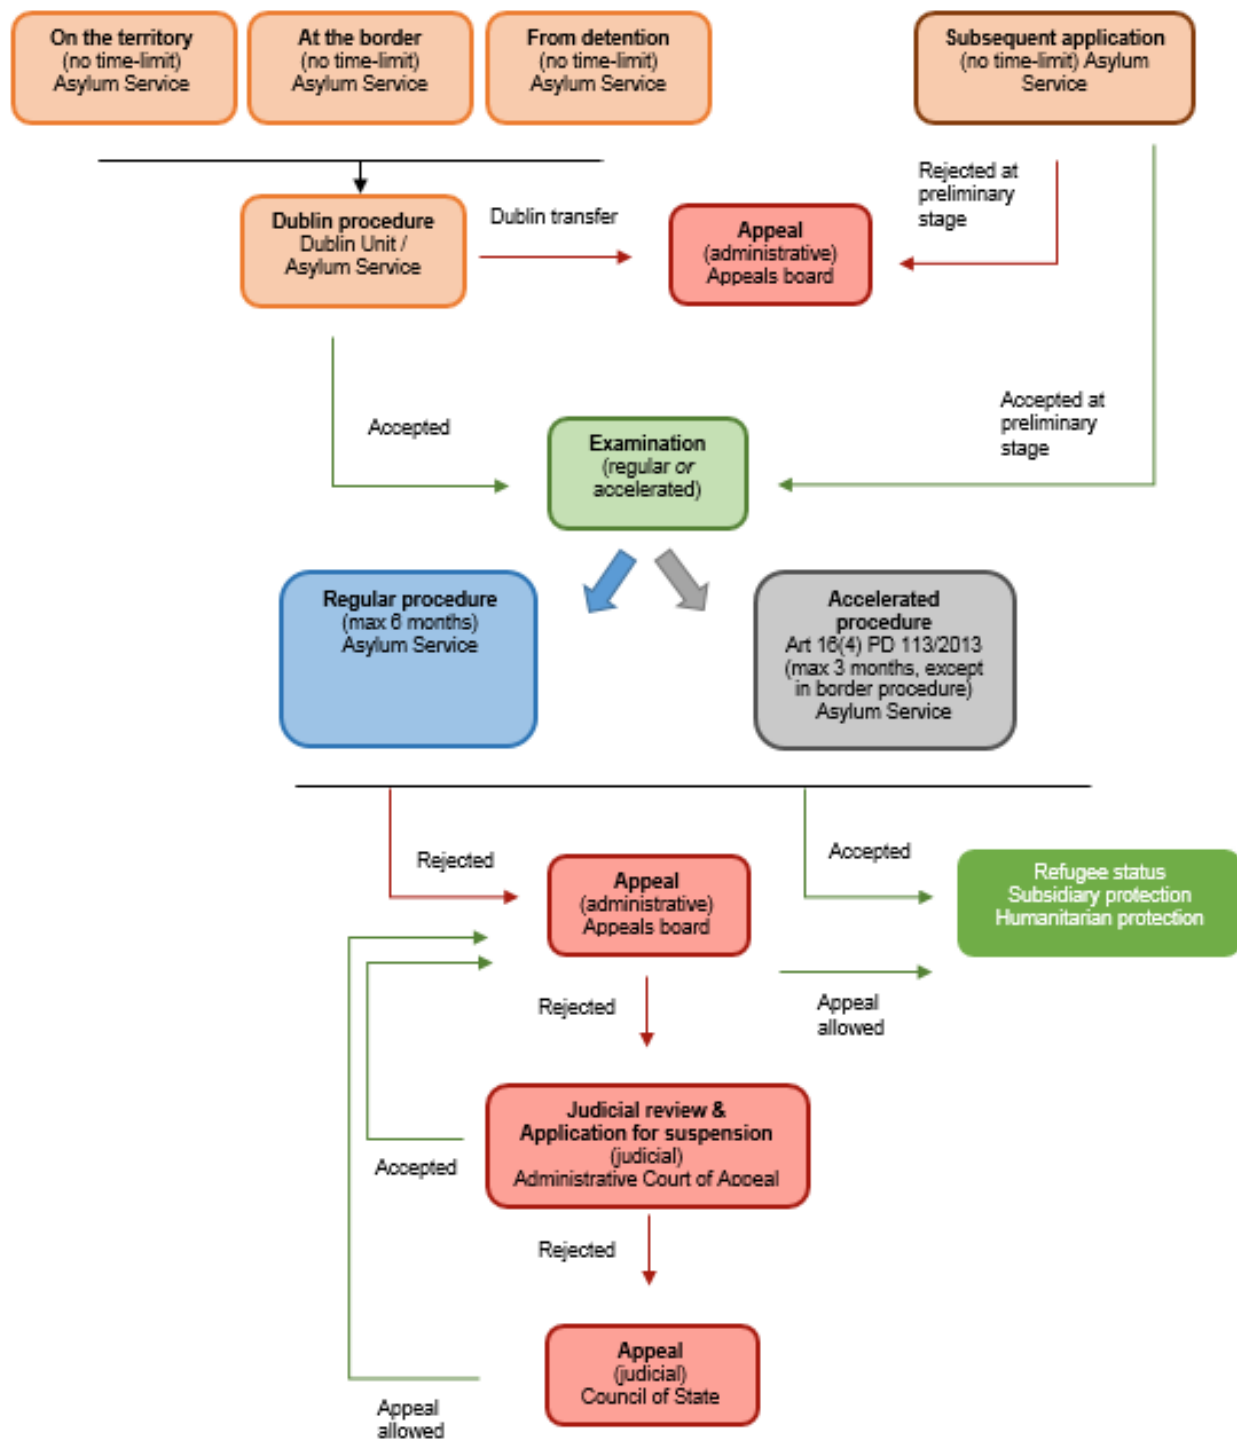 On the territory
(no time-limit)
Asylum Service
At the border
(no time-limit)
Asylum Service
From detention
(no time-limit)
Asylum Service
Subsequent application
(no time-limit) Asylum
Service
Rejected at
preliminary
stage
Dublin procedure
Dublin Unit /
Asylum Service
Dublin transfer
Appeal
(administrative)
Appeals board
Accepted
Examination
(regular or
accelerated)
Accepted at
preliminary
stage
Regular procedure
(max 6 months)
Asylum Service
Accelerated
procedure
Art 16(4) PD 113/2013
(max 3 months, except
in border procedure)
Asylum Service
Rejected
Appeal
(administrative)
Appeals board
Accepted
Refugee status
Subsidiary protection
Humanitarian protection
Rejected
Appeal
allowed
Judicial review &
Application for suspension
(judicial)
Administrative Court of Appeal
Accepted
Rejected
Appeal
(judicial)
Council of State
Appeal
allowed